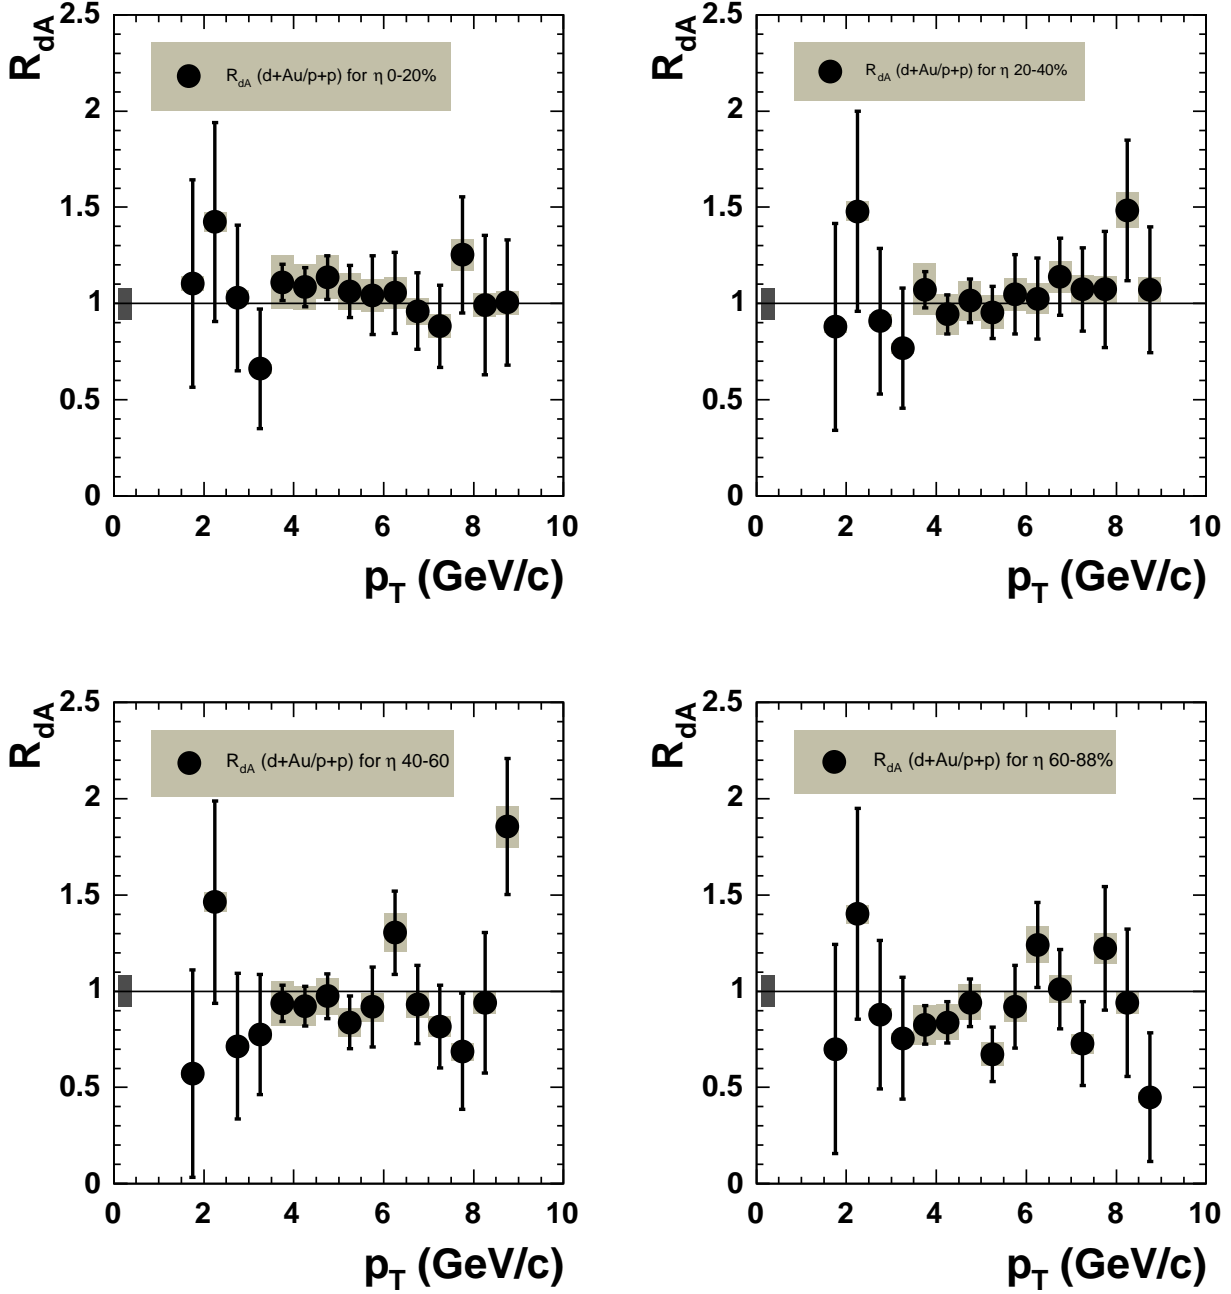 R_dA
2.5
2
1.5
1
0.5
0
R_dA (d+Au/p+p) for η 0-20%
0 2 4 6 8 10
p_T (GeV/c)
R_dA
2.5
2
1.5
1
0.5
0
R_dA (d+Au/p+p) for η 20-40%
0 2 4 6 8 10
p_T (GeV/c)
R_dA
2.5
2
1.5
1
0.5
0
R_dA (d+Au/p+p) for η 40-60
0 2 4 6 8 10
p_T (GeV/c)
R_dA
2.5
2
1.5
1
0.5
0
R_dA (d+Au/p+p) for η 60-88%
0 2 4 6 8 10
p_T (GeV/c)